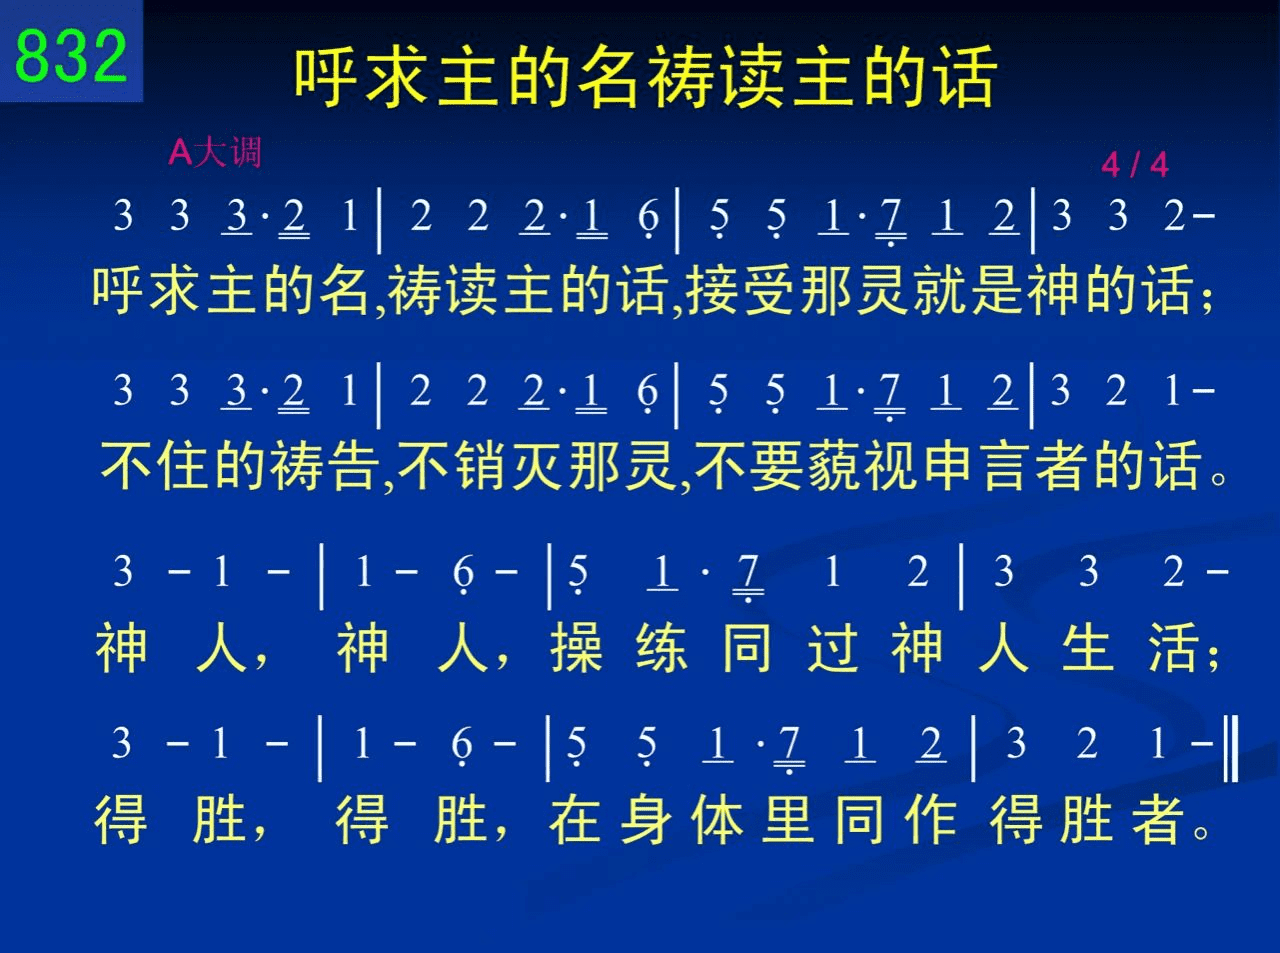 832
呼求主的名祷读主的话
A大调
4 / 4
3 3 3̲·2̳ 1 | 2 2 2̲·1̳ 6̣ | 5̣ 5̣ 1̲·7̳̣ 1̲ 2̲ | 3 3 2 –
呼求主的名,祷读主的话,接受那灵就是神的话;
3 3 3̲·2̳ 1 | 2 2 2̲·1̳ 6̣ | 5̣ 5̣ 1̲·7̳̣ 1̲ 2̲ | 3 2 1 –
不住的祷告,不销灭那灵,不要藐视申言者的话。
3 – 1 – | 1 – 6̣ – | 5̣ 1̲ · 7̳̣ 1 2 | 3 3 2 –
神 人, 神 人, 操 练 同 过 神 人 生 活;
3 – 1 – | 1 – 6̣ – | 5̣ 5̣ 1̲ ·7̳̣ 1̲ 2̲ | 3 2 1 – ‖
得 胜, 得 胜, 在 身 体 里 同 作 得 胜 者。